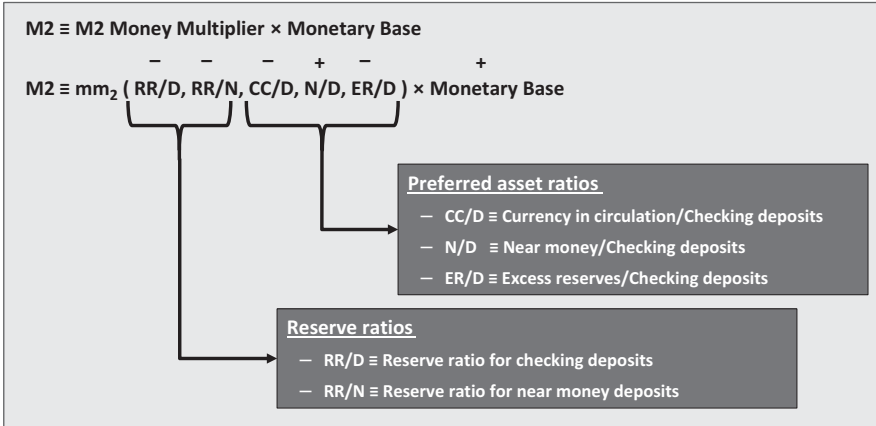 M2 ≡ M2 Money Multiplier × Monetary Base
− − − + − +
M2 ≡ mm₂ ( RR/D, RR/N, CC/D, N/D, ER/D ) × Monetary Base
Preferred asset ratios
− CC/D ≡ Currency in circulation/Checking deposits
− N/D ≡ Near money/Checking deposits
− ER/D ≡ Excess reserves/Checking deposits
Reserve ratios
− RR/D ≡ Reserve ratio for checking deposits
− RR/N ≡ Reserve ratio for near money deposits